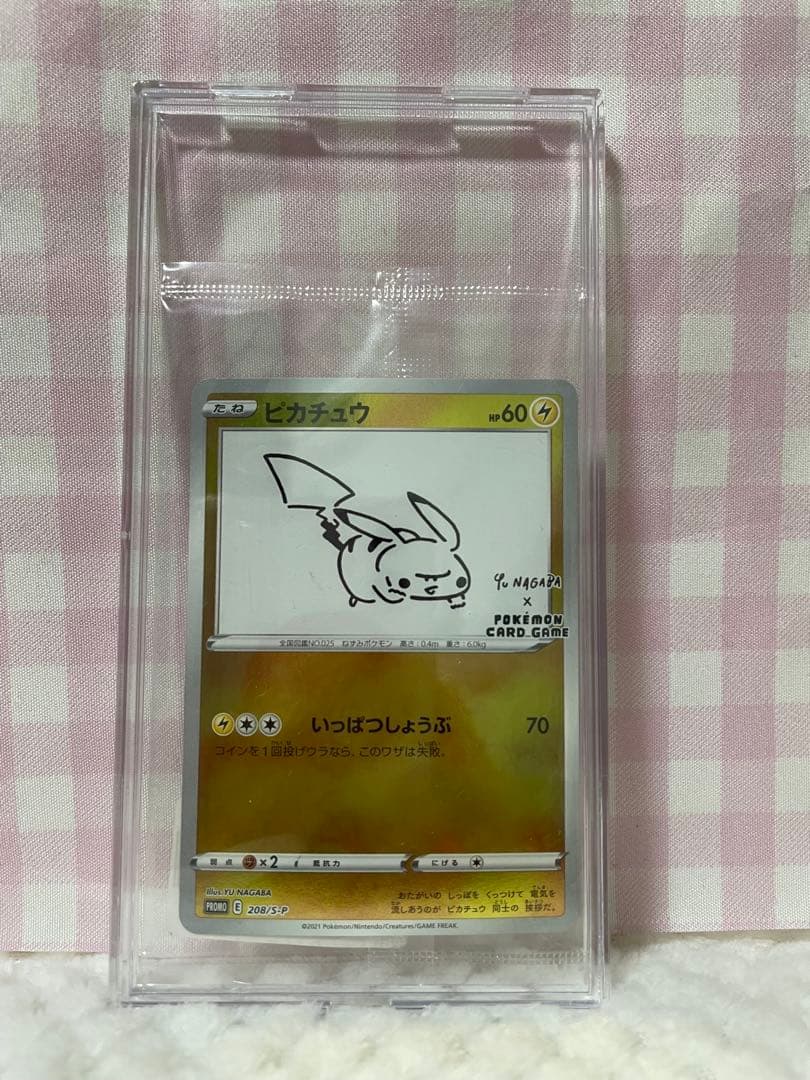 たね ピカチュウ HP60
YU NAGABA
×
POKÉMON
CARD GAME
全国図鑑NO.025 ねずみポケモン 高さ:0.4m 重さ:6.0kg
いっぱつしょうぶ 70
コインを1回投げウラなら、このワザは失敗。
弱点 ×2 抵抗力 にげる
Illus.YU NAGABA
おたがいの しっぽを くっつけて 電気を
流しあうのが ピカチュウ 同士の 挨拶だ。
PROMO E 208/S-P
©2021 Pokémon/Nintendo/Creatures/GAME FREAK.